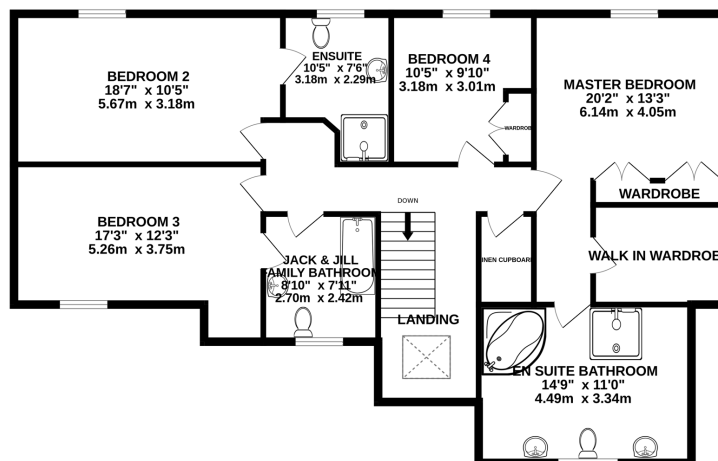 BEDROOM 2
18'7" x 10'5"
5.67m x 3.18m
ENSUITE
10'5" x 7'6"
3.18m x 2.29m
BEDROOM 4
10'5" x 9'10"
3.18m x 3.01m
WARDROBE
MASTER BEDROOM
20'2" x 13'3"
6.14m x 4.05m
WARDROBE
BEDROOM 3
17'3" x 12'3"
5.26m x 3.75m
DOWN
JACK & JILL
FAMILY BATHROOM
8'10" x 7'11"
2.70m x 2.42m
LINEN CUPBOARD
WALK IN WARDROBE
LANDING
EN SUITE BATHROOM
14'9" x 11'0"
4.49m x 3.34m